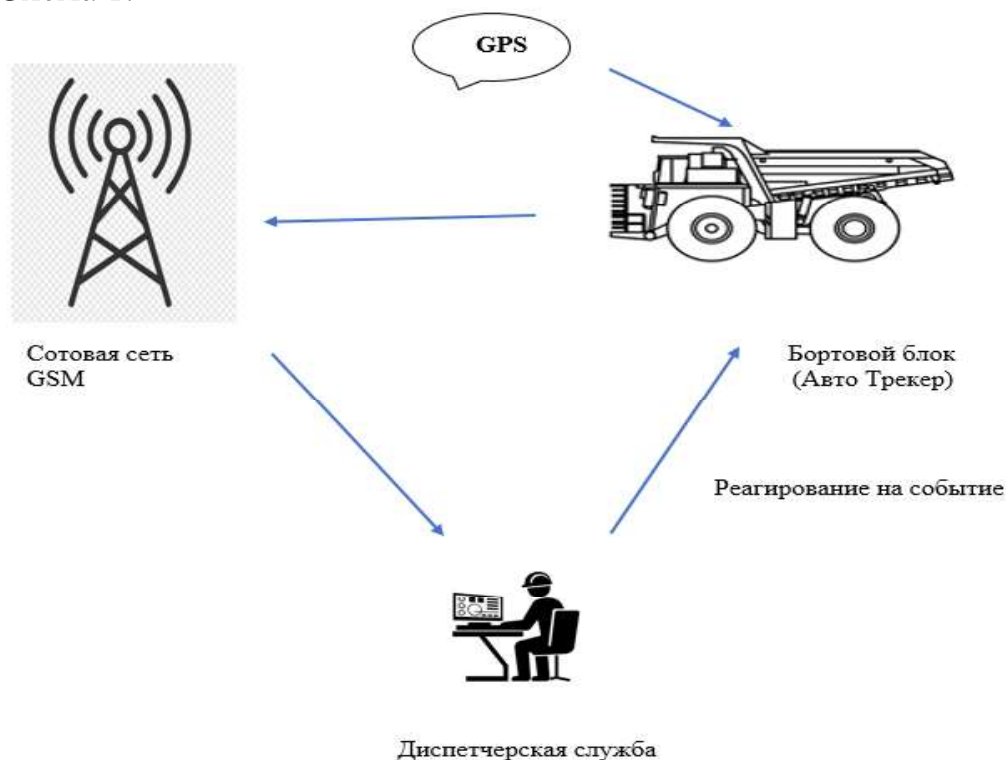 GPS
Сотовая сеть
GSM
Бортовой блок
(Авто Трекер)
Реагирование на событие
Диспетчерская служба